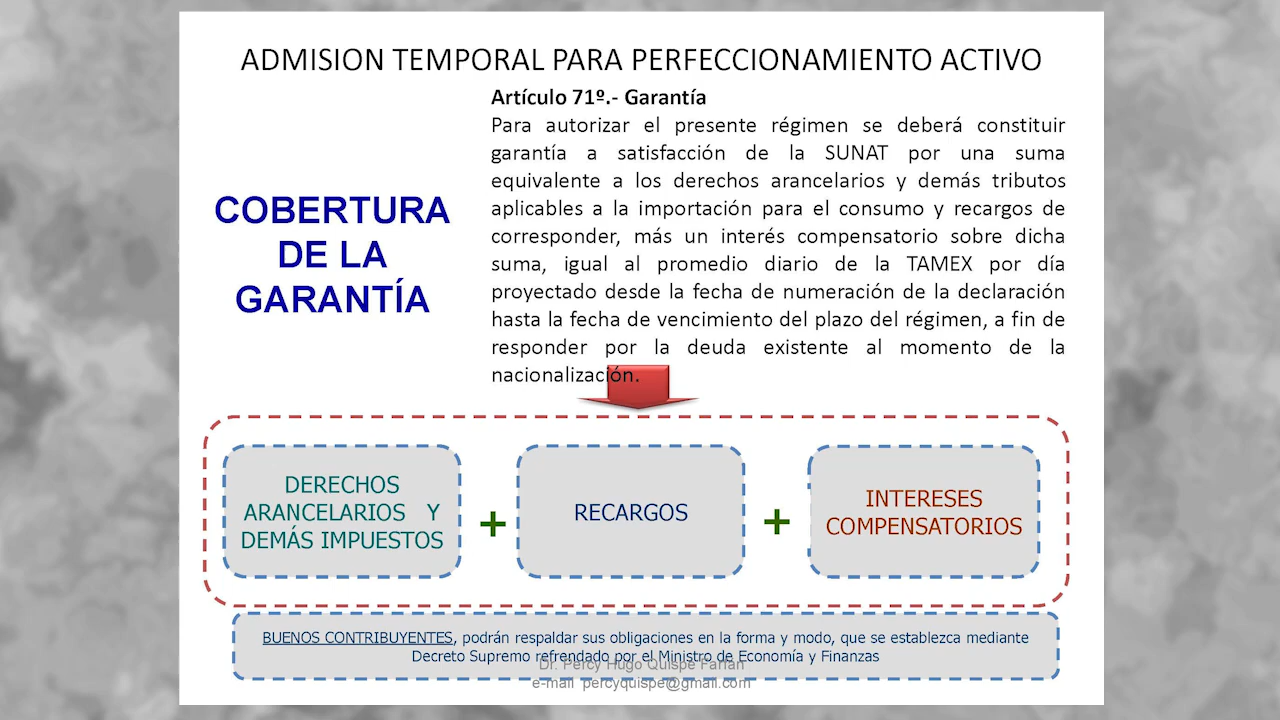 ADMISION TEMPORAL PARA PERFECCIONAMIENTO ACTIVO
Artículo 71º.- Garantía
Para autorizar el presente régimen se deberá constituir
garantía a satisfacción de la SUNAT por una suma
equivalente a los derechos arancelarios y demás tributos
aplicables a la importación para el consumo y recargos de
corresponder, más un interés compensatorio sobre dicha
suma, igual al promedio diario de la TAMEX por día
proyectado desde la fecha de numeración de la declaración
hasta la fecha de vencimiento del plazo del régimen, a fin de
responder por la deuda existente al momento de la
nacionalización.
COBERTURA
DE LA
GARANTÍA
DERECHOS
ARANCELARIOS Y
DEMÁS IMPUESTOS
+
RECARGOS
+
INTERESES
COMPENSATORIOS
BUENOS CONTRIBUYENTES, podrán respaldar sus obligaciones en la forma y modo, que se establezca mediante
Decreto Supremo refrendado por el Ministro de Economía y Finanzas
Dr. Percy Hugo Quispe Farfán
e-mail percyquispe@gmail.com